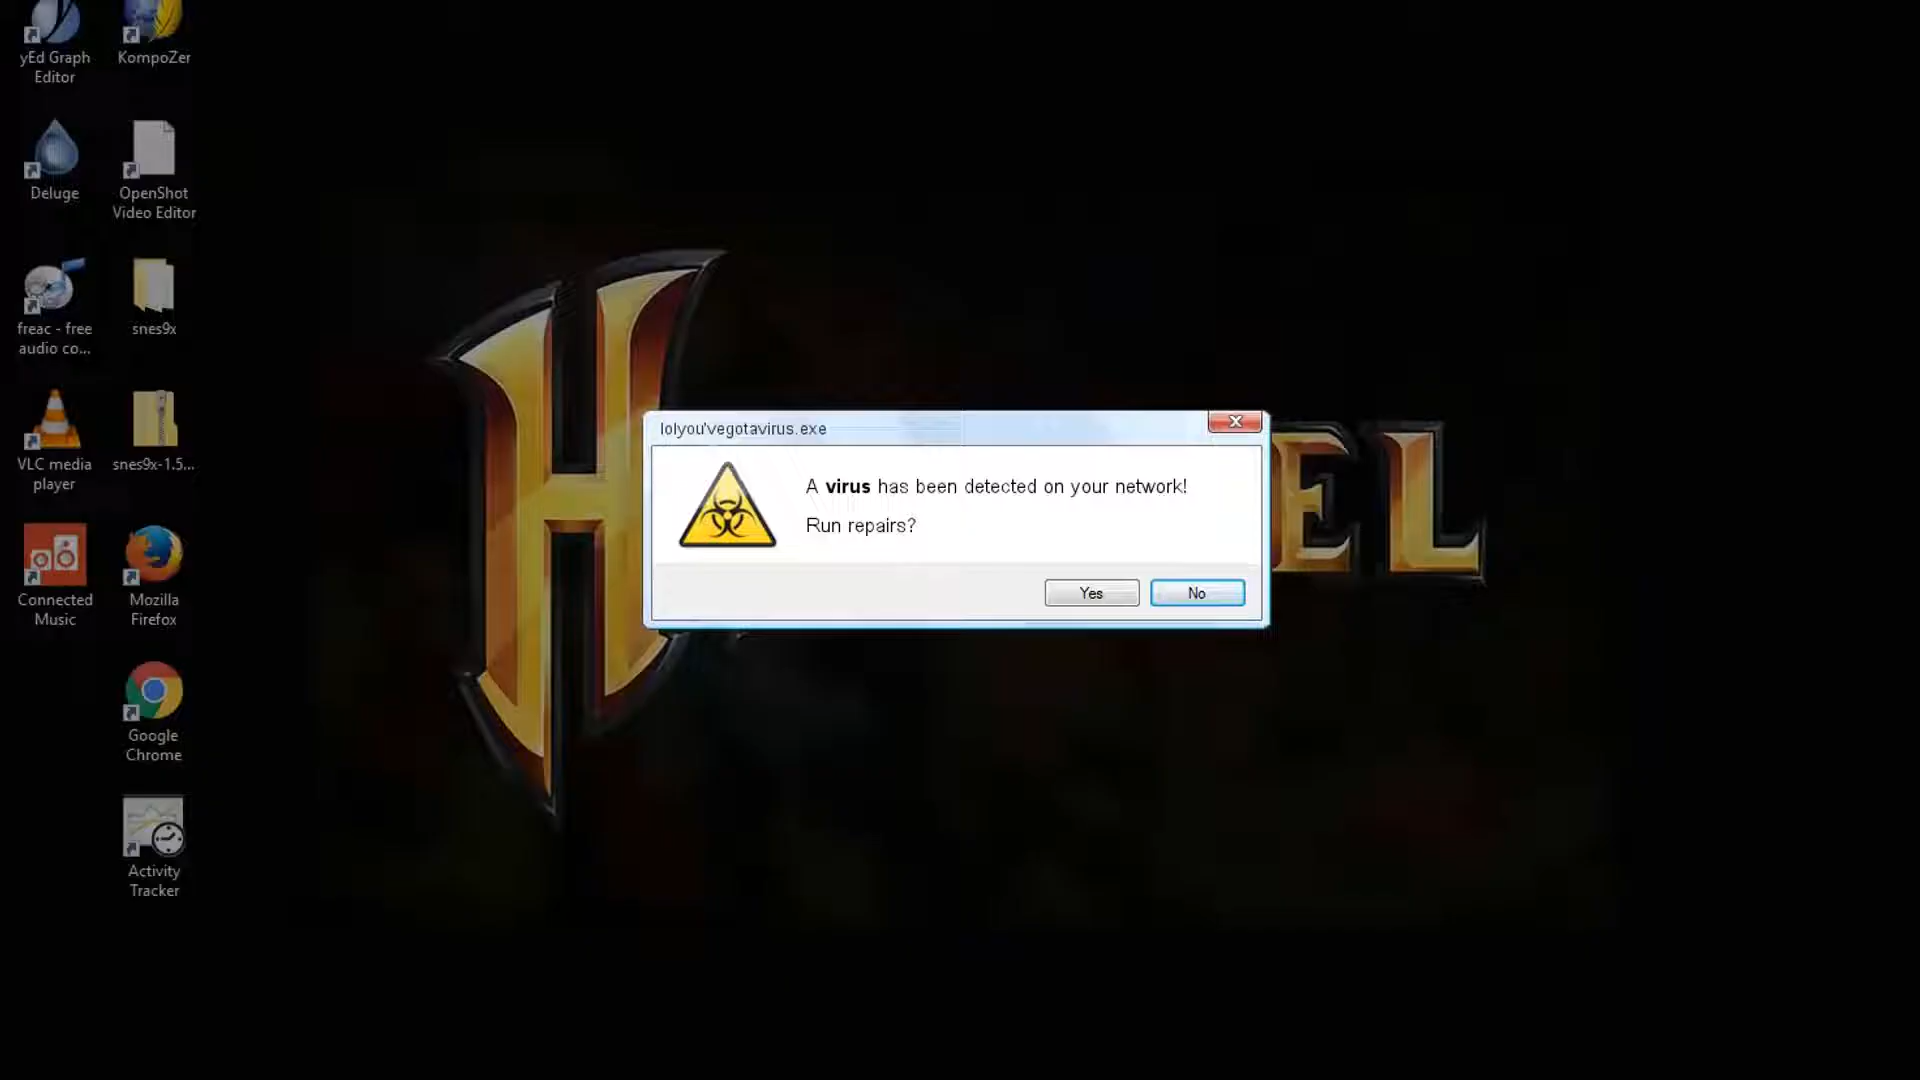 yEd Graph
Editor
KompoZer
Deluge
OpenShot
Video Editor
freac - free
audio co...
snes9x
VLC media
player
snes9x-1.5...
Connected
Music
Mozilla
Firefox
Google
Chrome
Activity
Tracker
lolyou'vegotavirus.exe
A virus has been detected on your network!
Run repairs?
Yes
No
H
EL